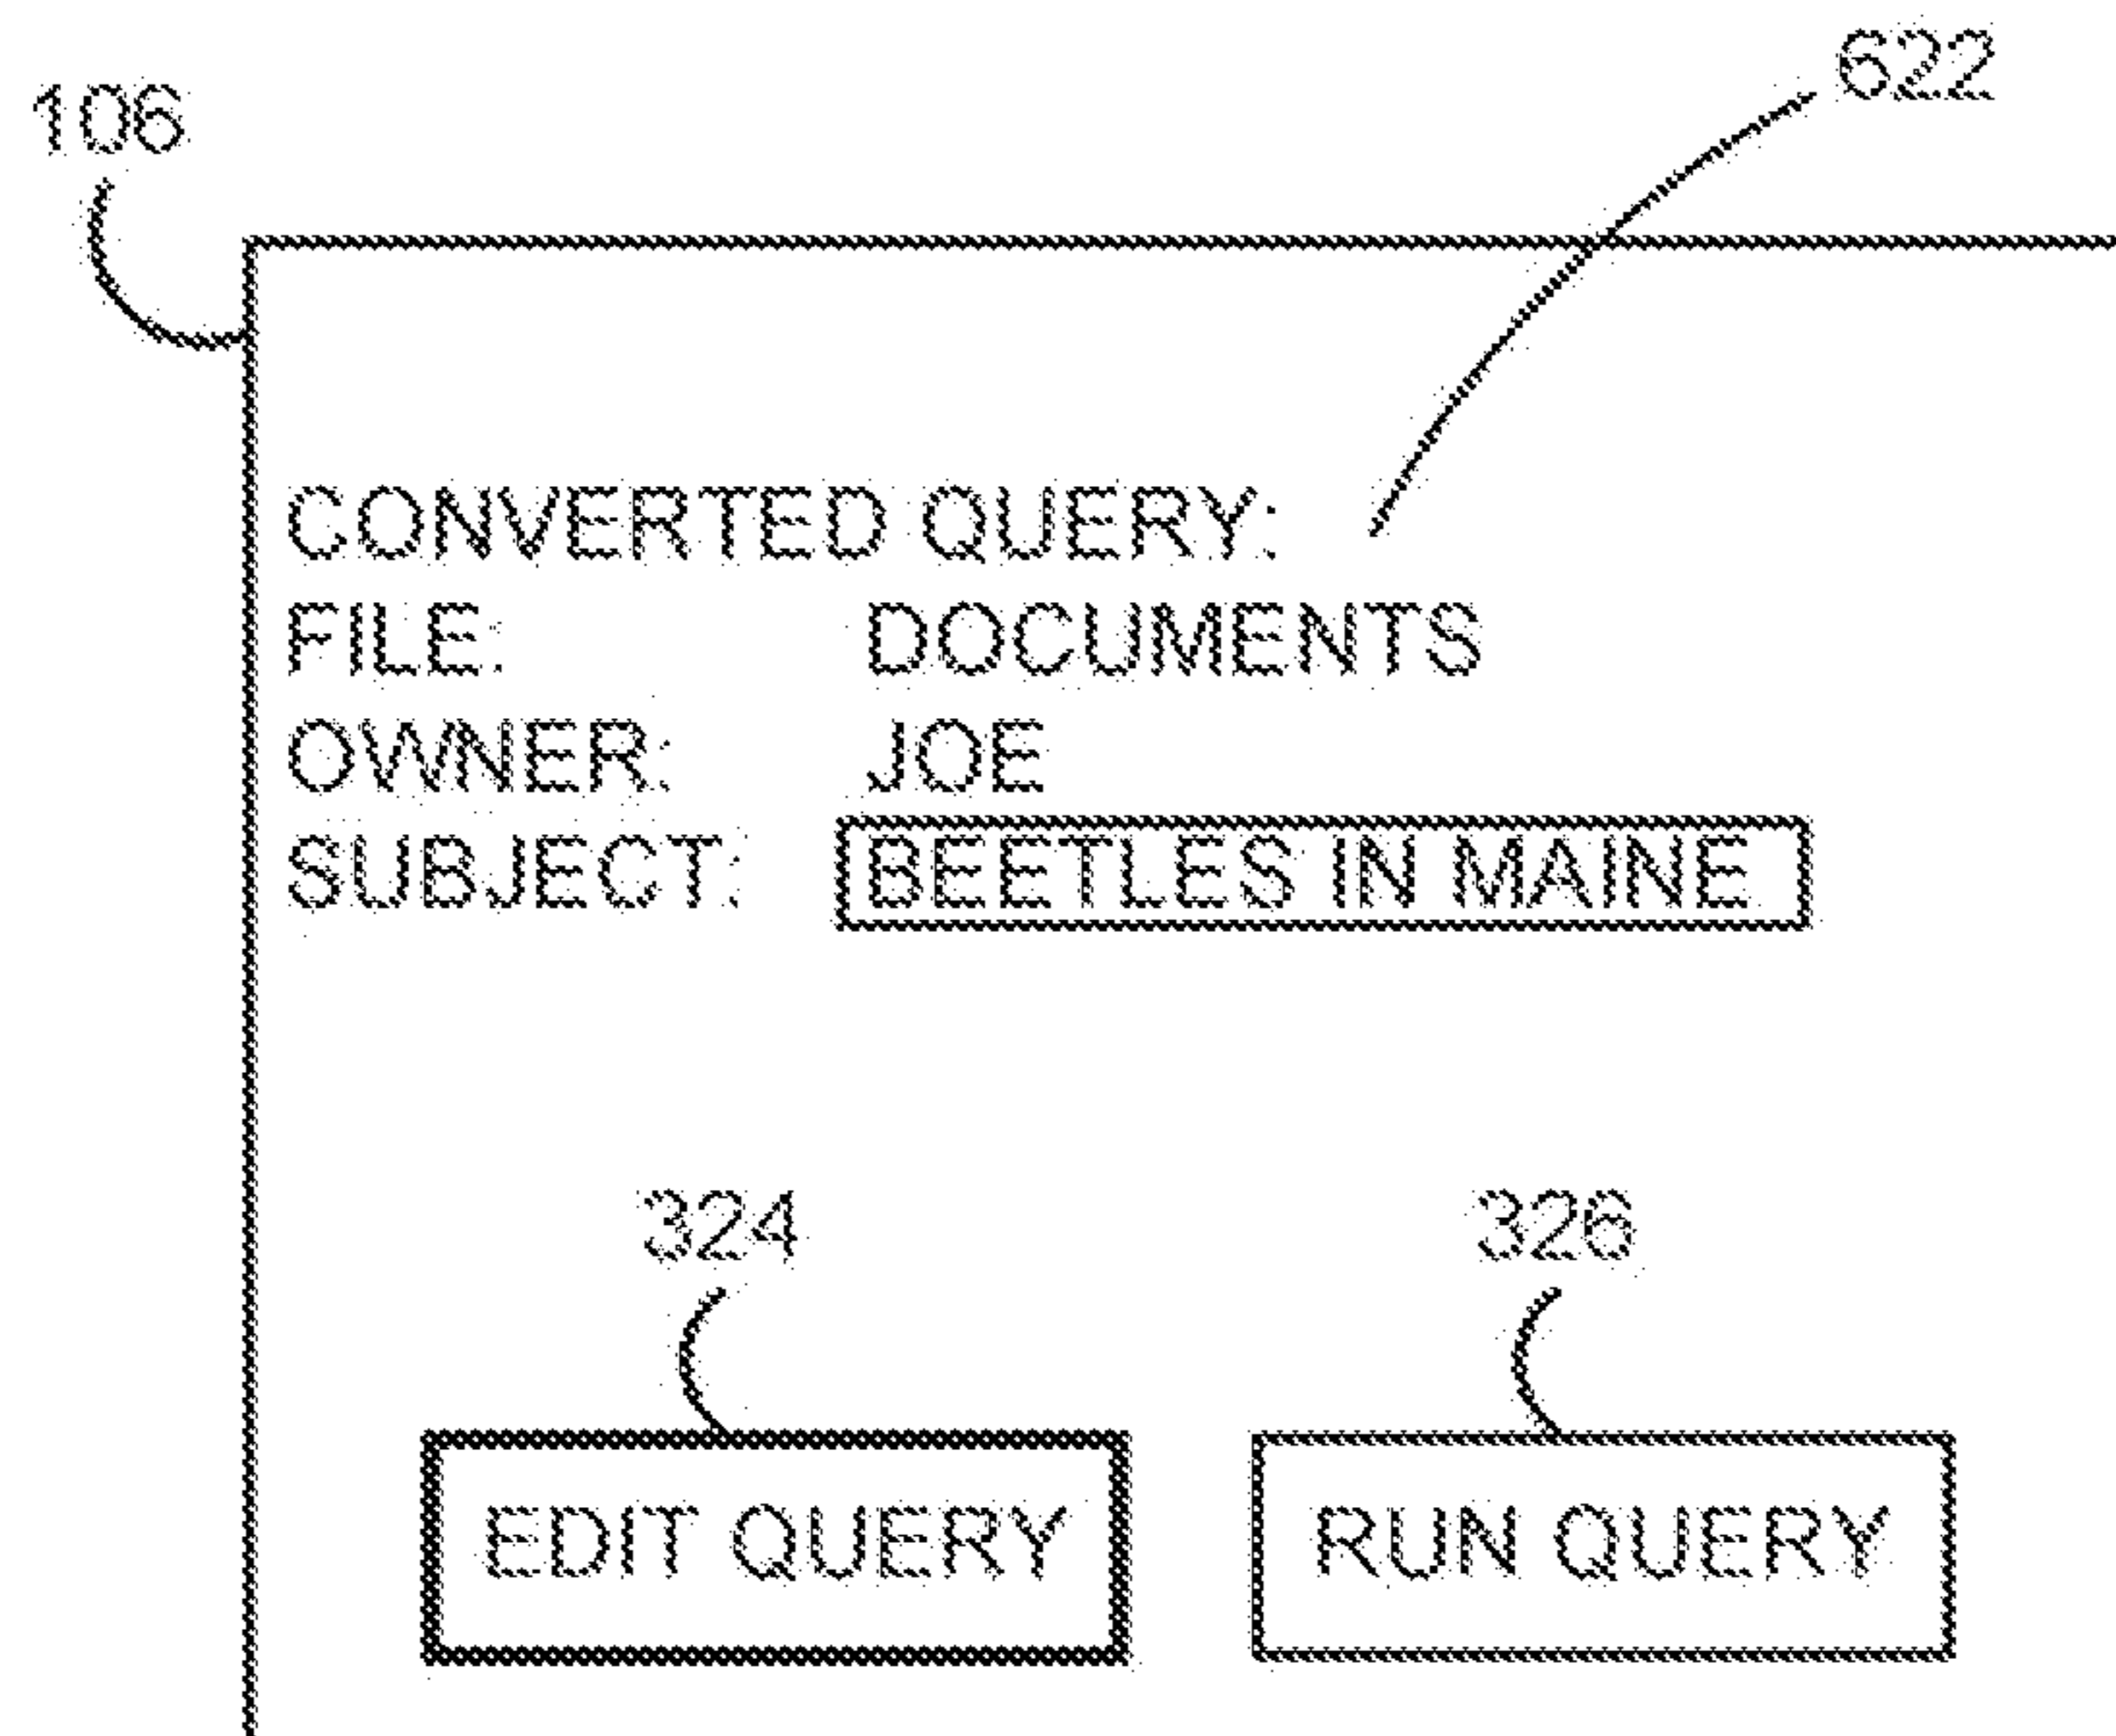 622
106
CONVERTED QUERY:
FILE: DOCUMENTS
OWNER: JOE
SUBJECT: BEETLES IN MAINE
324 326
EDIT QUERY RUN QUERY